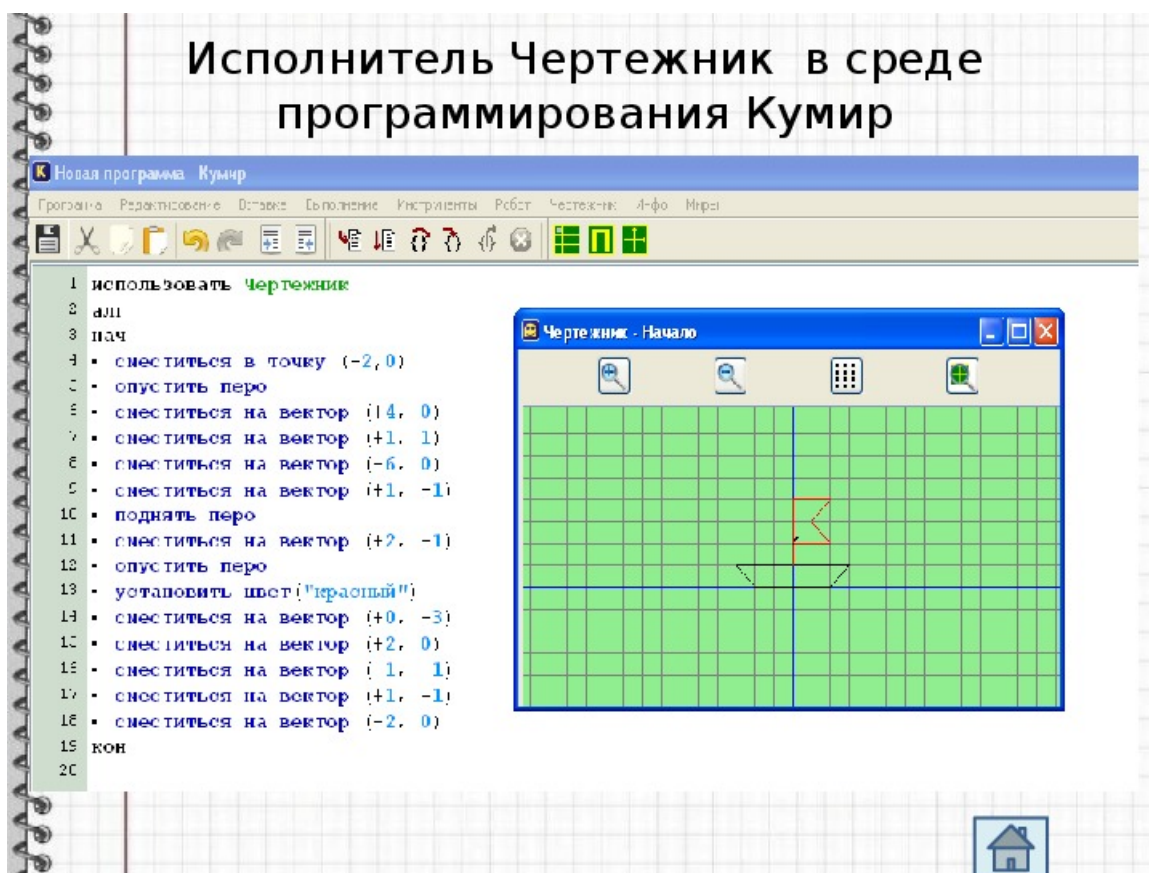 Исполнитель Чертежник в среде
программирования Кумир
Новая программа Кумир
Программа Редактирование Вставка Выполнение Инструменты Робот Чертежник Инфо Миры
1 использовать Чертежник
2 алг
3 нач
4 • сместиться в точку (-2,0)
5 • опустить перо
6 • сместиться на вектор (+4, 0)
7 • сместиться на вектор (+1, 1)
8 • сместиться на вектор (-6, 0)
9 • сместиться на вектор (+1, -1)
10 • поднять перо
11 • сместиться на вектор (+2, -1)
12 • опустить перо
13 • установить цвет("красный")
14 • сместиться на вектор (+0, -3)
15 • сместиться на вектор (+2, 0)
16 • сместиться на вектор ( 1, 1)
17 • сместиться на вектор (+1, -1)
18 • сместиться на вектор (-2, 0)
19 кон
20
Чертежник - Начало